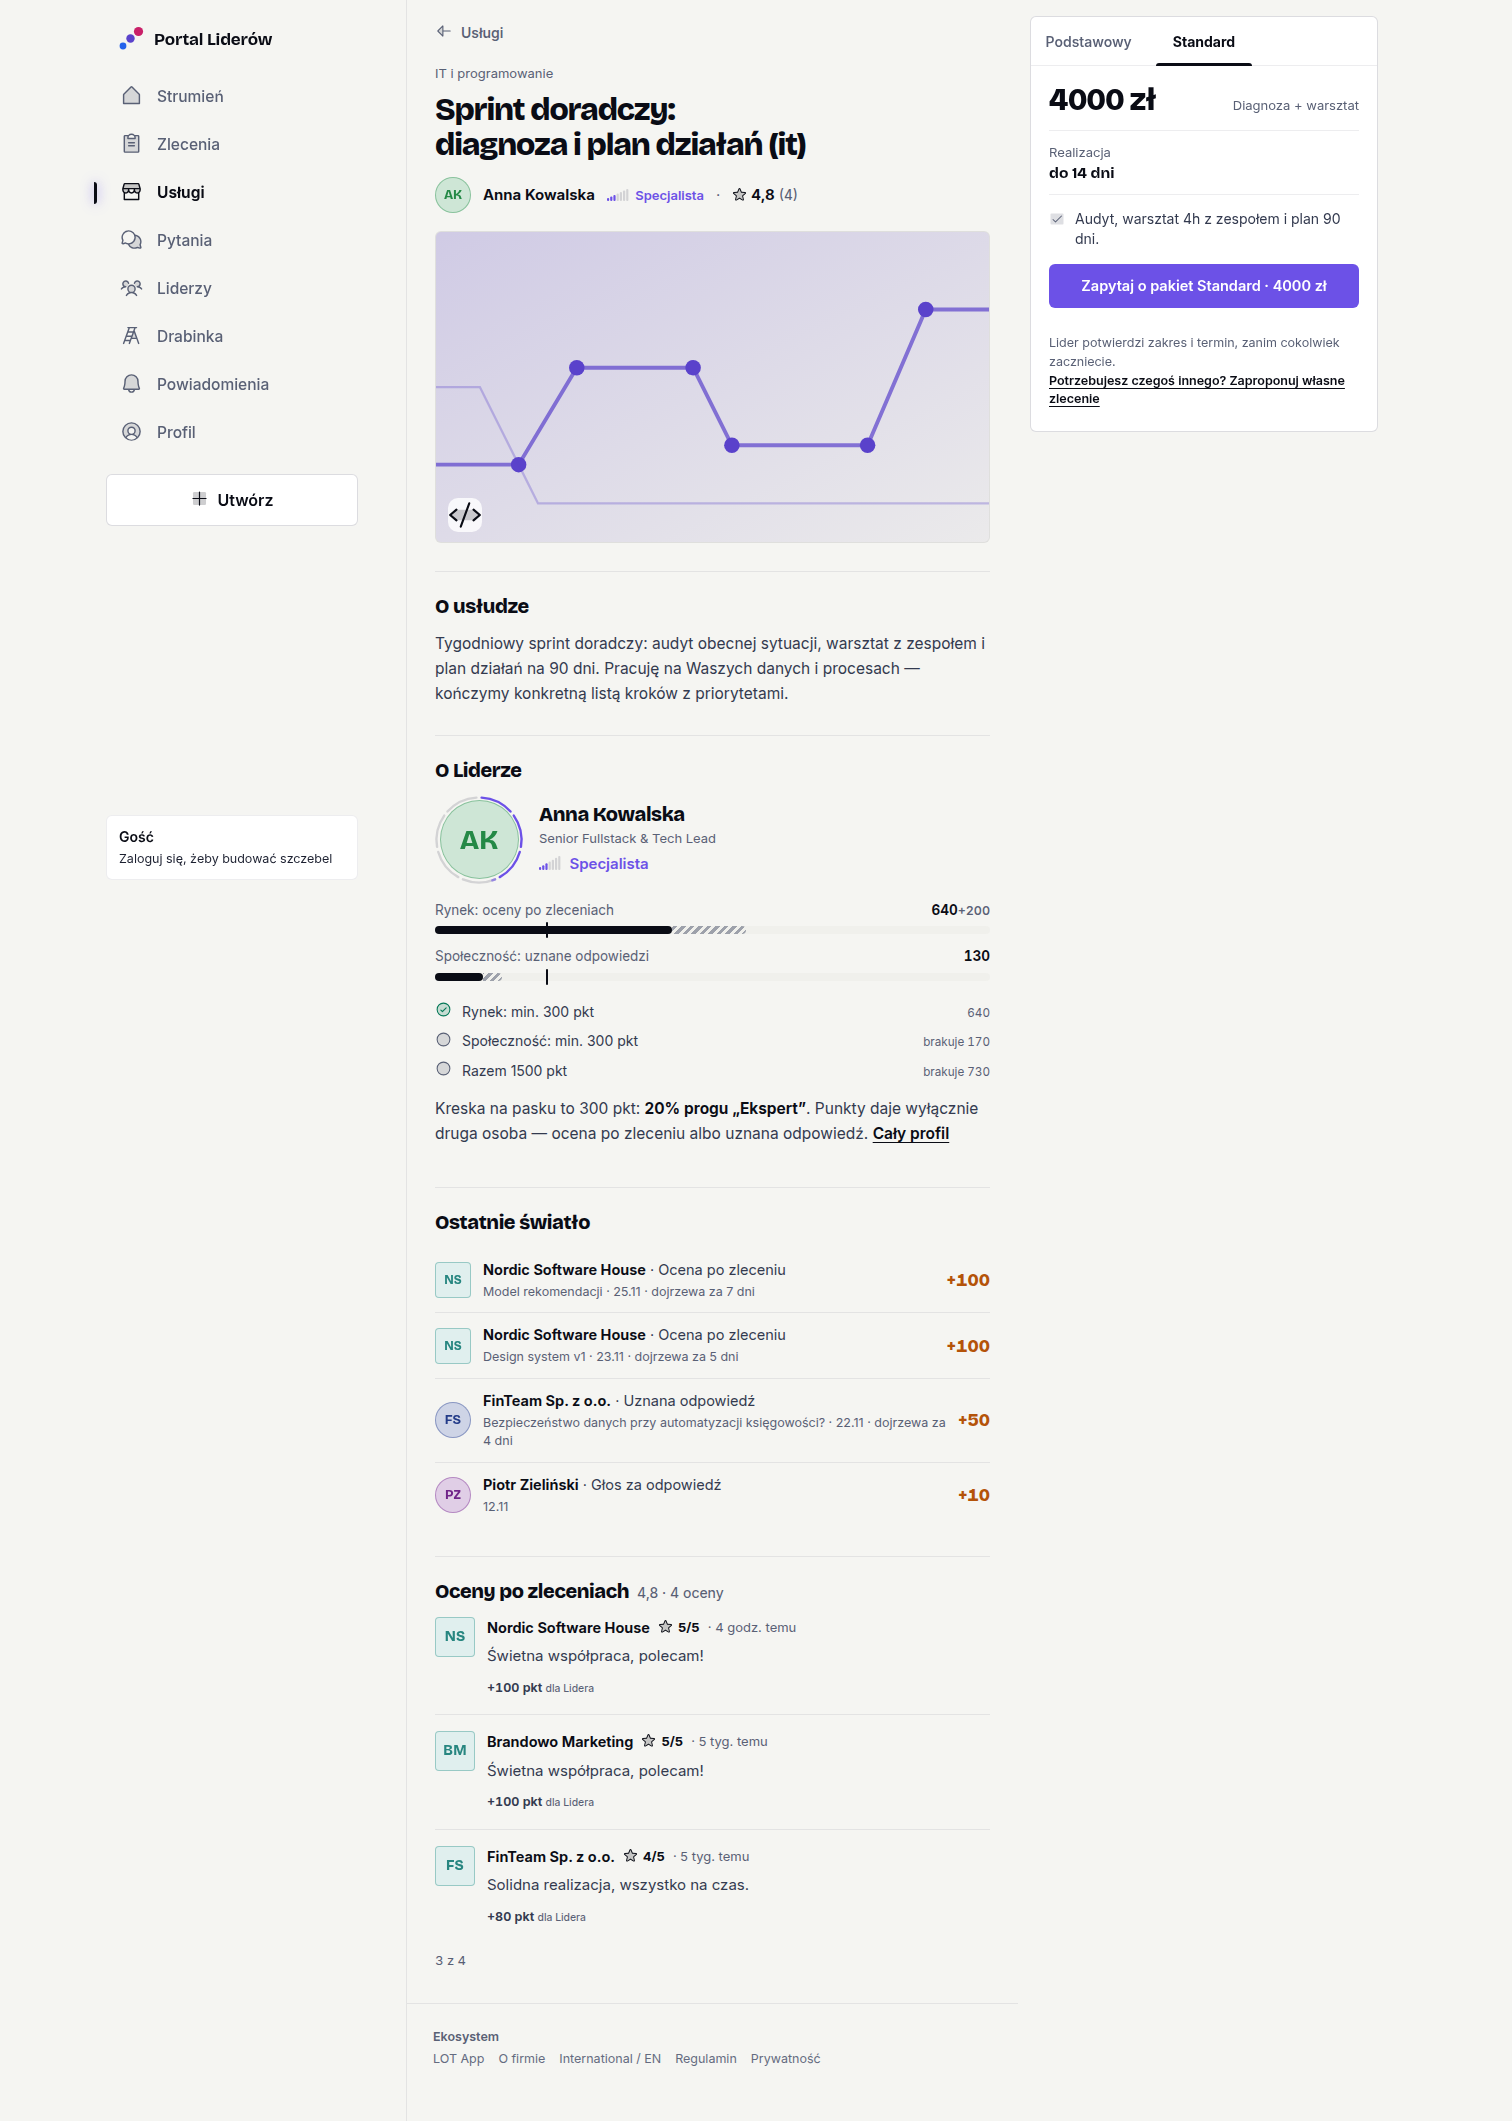 Portal Liderów
Strumień
Zlecenia
Usługi
Pytania
Liderzy
Drabinka
Powiadomienia
Profil
Utwórz
Gość
Zaloguj się, żeby budować szczebel
Usługi
IT i programowanie
Sprint doradczy:
diagnoza i plan działań (it)
AK Anna Kowalska Specjalista · 4,8 (4)
</>
O usłudze
Tygodniowy sprint doradczy: audyt obecnej sytuacji, warsztat z zespołem i
plan działań na 90 dni. Pracuję na Waszych danych i procesach —
kończymy konkretną listą kroków z priorytetami.
O Liderze
AK
Anna Kowalska
Senior Fullstack & Tech Lead
Specjalista
Rynek: oceny po zleceniach 640+200
Społeczność: uznane odpowiedzi 130
Rynek: min. 300 pkt 640
Społeczność: min. 300 pkt brakuje 170
Razem 1500 pkt brakuje 730
Kreska na pasku to 300 pkt: 20% progu „Ekspert”. Punkty daje wyłącznie
druga osoba — ocena po zleceniu albo uznana odpowiedź. Cały profil
Ostatnie światło
NS Nordic Software House · Ocena po zleceniu +100
Model rekomendacji · 25.11 · dojrzewa za 7 dni
NS Nordic Software House · Ocena po zleceniu +100
Design system v1 · 23.11 · dojrzewa za 5 dni
FS FinTeam Sp. z o.o. · Uznana odpowiedź +50
Bezpieczeństwo danych przy automatyzacji księgowości? · 22.11 · dojrzewa za
4 dni
PZ Piotr Zieliński · Głos za odpowiedź +10
12.11
Oceny po zleceniach 4,8 · 4 oceny
NS Nordic Software House 5/5 · 4 godz. temu
Świetna współpraca, polecam!
+100 pkt dla Lidera
BM Brandowo Marketing 5/5 · 5 tyg. temu
Świetna współpraca, polecam!
+100 pkt dla Lidera
FS FinTeam Sp. z o.o. 4/5 · 5 tyg. temu
Solidna realizacja, wszystko na czas.
+80 pkt dla Lidera
3 z 4
Ekosystem
LOT App O firmie International / EN Regulamin Prywatność
Podstawowy Standard
4000 zł Diagnoza + warsztat
Realizacja
do 14 dni
Audyt, warsztat 4h z zespołem i plan 90
dni.
Zapytaj o pakiet Standard · 4000 zł
Lider potwierdzi zakres i termin, zanim cokolwiek
zaczniecie.
Potrzebujesz czegoś innego? Zaproponuj własne
zlecenie